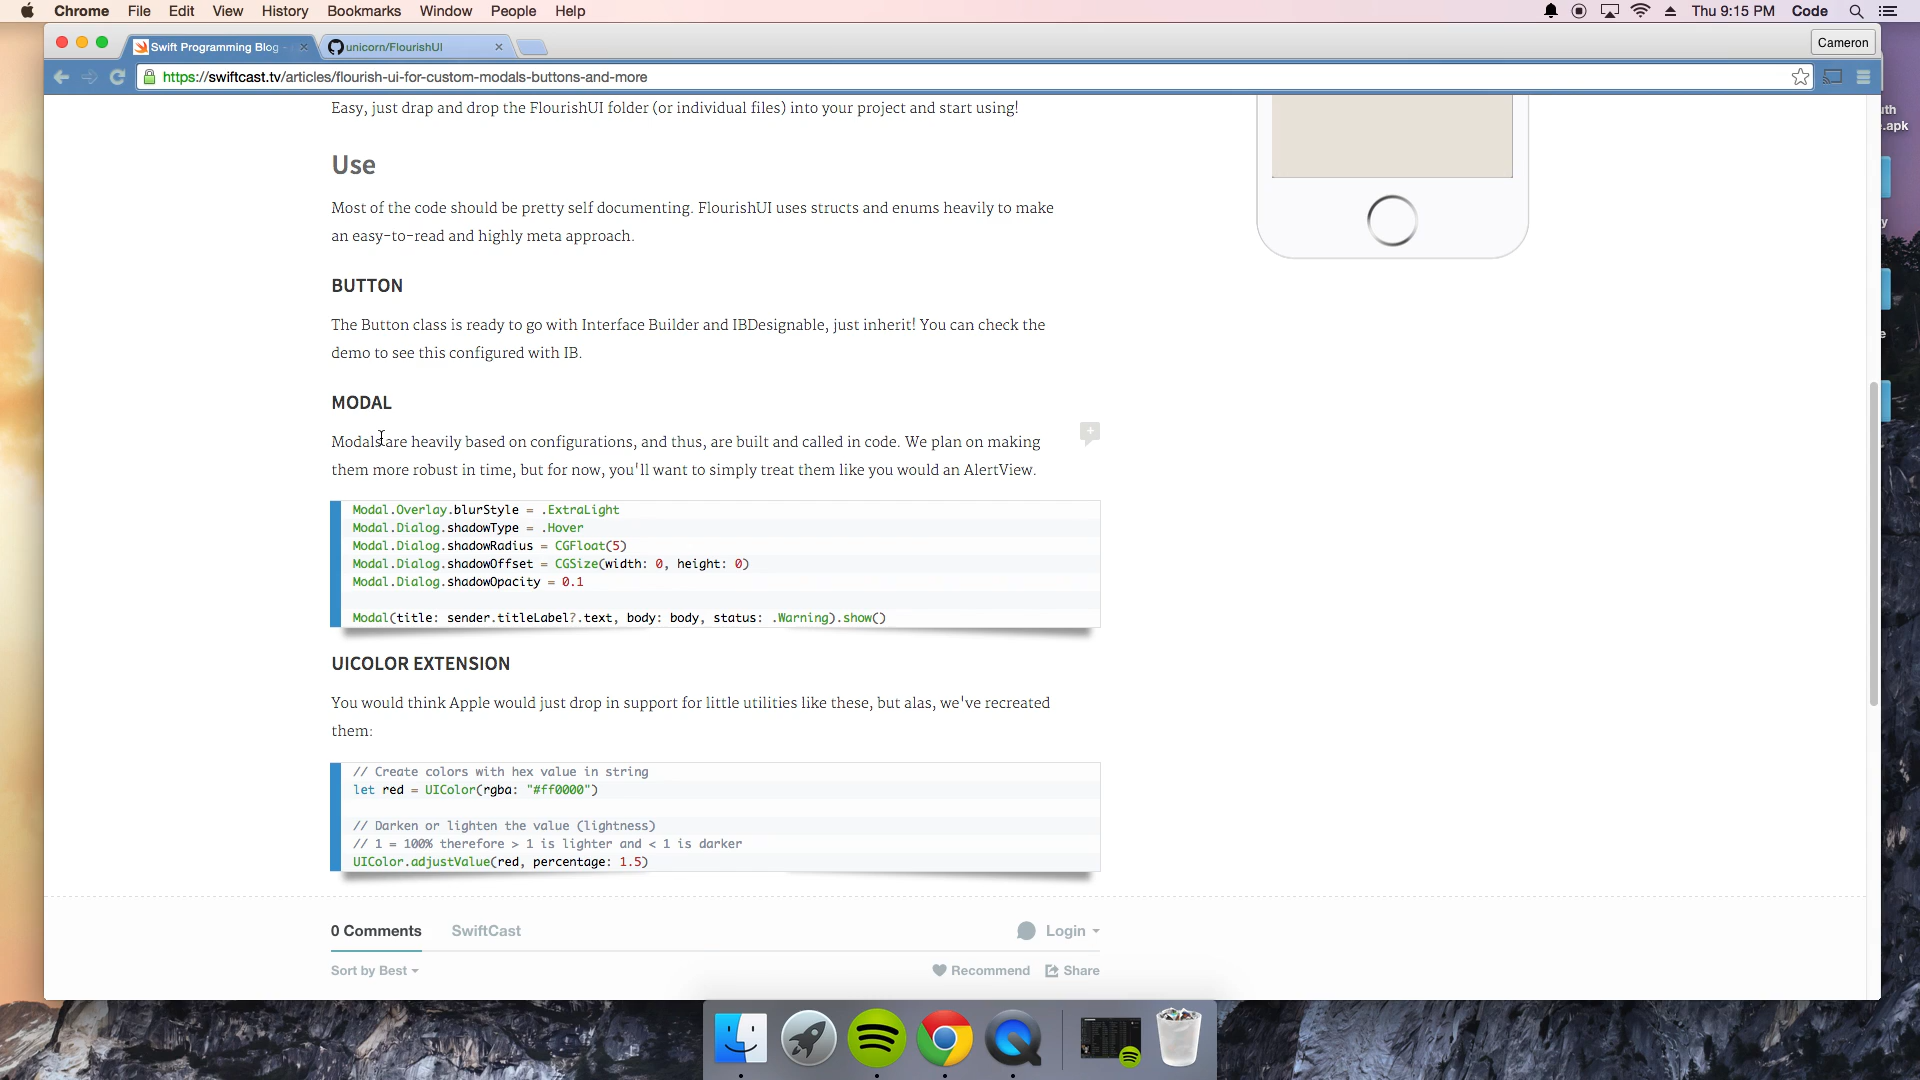 Chrome File Edit View History Bookmarks Window People Help Thu 9:15 PM Code
Swift Programming Blog - unicorn/FlourishUI Cameron
https://swiftcast.tv/articles/flourish-ui-for-custom-modals-buttons-and-more
Easy, just drap and drop the FlourishUI folder (or individual files) into your project and start using!
Use
Most of the code should be pretty self documenting. FlourishUI uses structs and enums heavily to make
an easy-to-read and highly meta approach.
BUTTON
The Button class is ready to go with Interface Builder and IBDesignable, just inherit! You can check the
demo to see this configured with IB.
MODAL
Modals are heavily based on configurations, and thus, are built and called in code. We plan on making
them more robust in time, but for now, you'll want to simply treat them like you would an AlertView.
Modal.Overlay.blurStyle = .ExtraLight
Modal.Dialog.shadowType = .Hover
Modal.Dialog.shadowRadius = CGFloat(5)
Modal.Dialog.shadowOffset = CGSize(width: 0, height: 0)
Modal.Dialog.shadowOpacity = 0.1
Modal(title: sender.titleLabel?.text, body: body, status: .Warning).show()
UICOLOR EXTENSION
You would think Apple would just drop in support for little utilities like these, but alas, we've recreated
them:
// Create colors with hex value in string
let red = UIColor(rgba: "#ff0000")
// Darken or lighten the value (lightness)
// 1 = 100% therefore > 1 is lighter and < 1 is darker
UIColor.adjustValue(red, percentage: 1.5)
0 Comments SwiftCast Login
Sort by Best Recommend Share
.apk